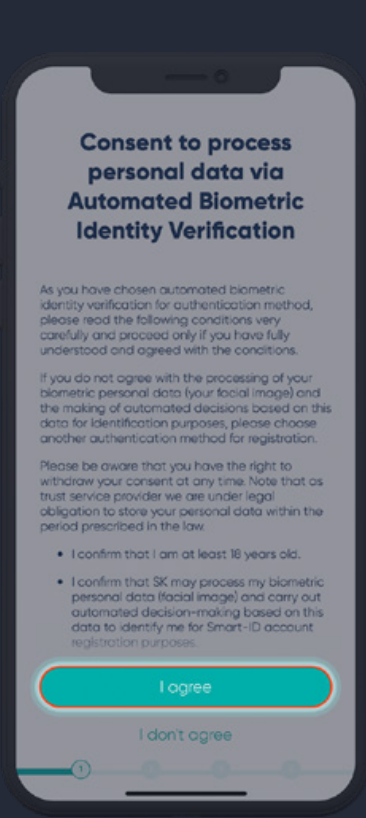 Consent to process
personal data via
Automated Biometric
Identity Verification
As you have chosen automated biometric
identity verification for authentication method,
please read the following conditions very
carefully and proceed only if you have fully
understood and agreed with the conditions.
If you do not agree with the processing of your
biometric personal data (your facial image) and
the making of automated decisions based on this
data for identification purposes, please choose
another authentication method for registration.
Please be aware that you have the right to
withdraw your consent at any time. Note that as
trust service provider we are under legal
obligation to store your personal data within the
period prescribed in the law.
• I confirm that I am at least 18 years old.
• I confirm that SK may process my biometric
personal data (facial image) and carry out
automated decision-making based on this
data to identify me for Smart-ID account
registration purposes.
I agree
I don't agree
1